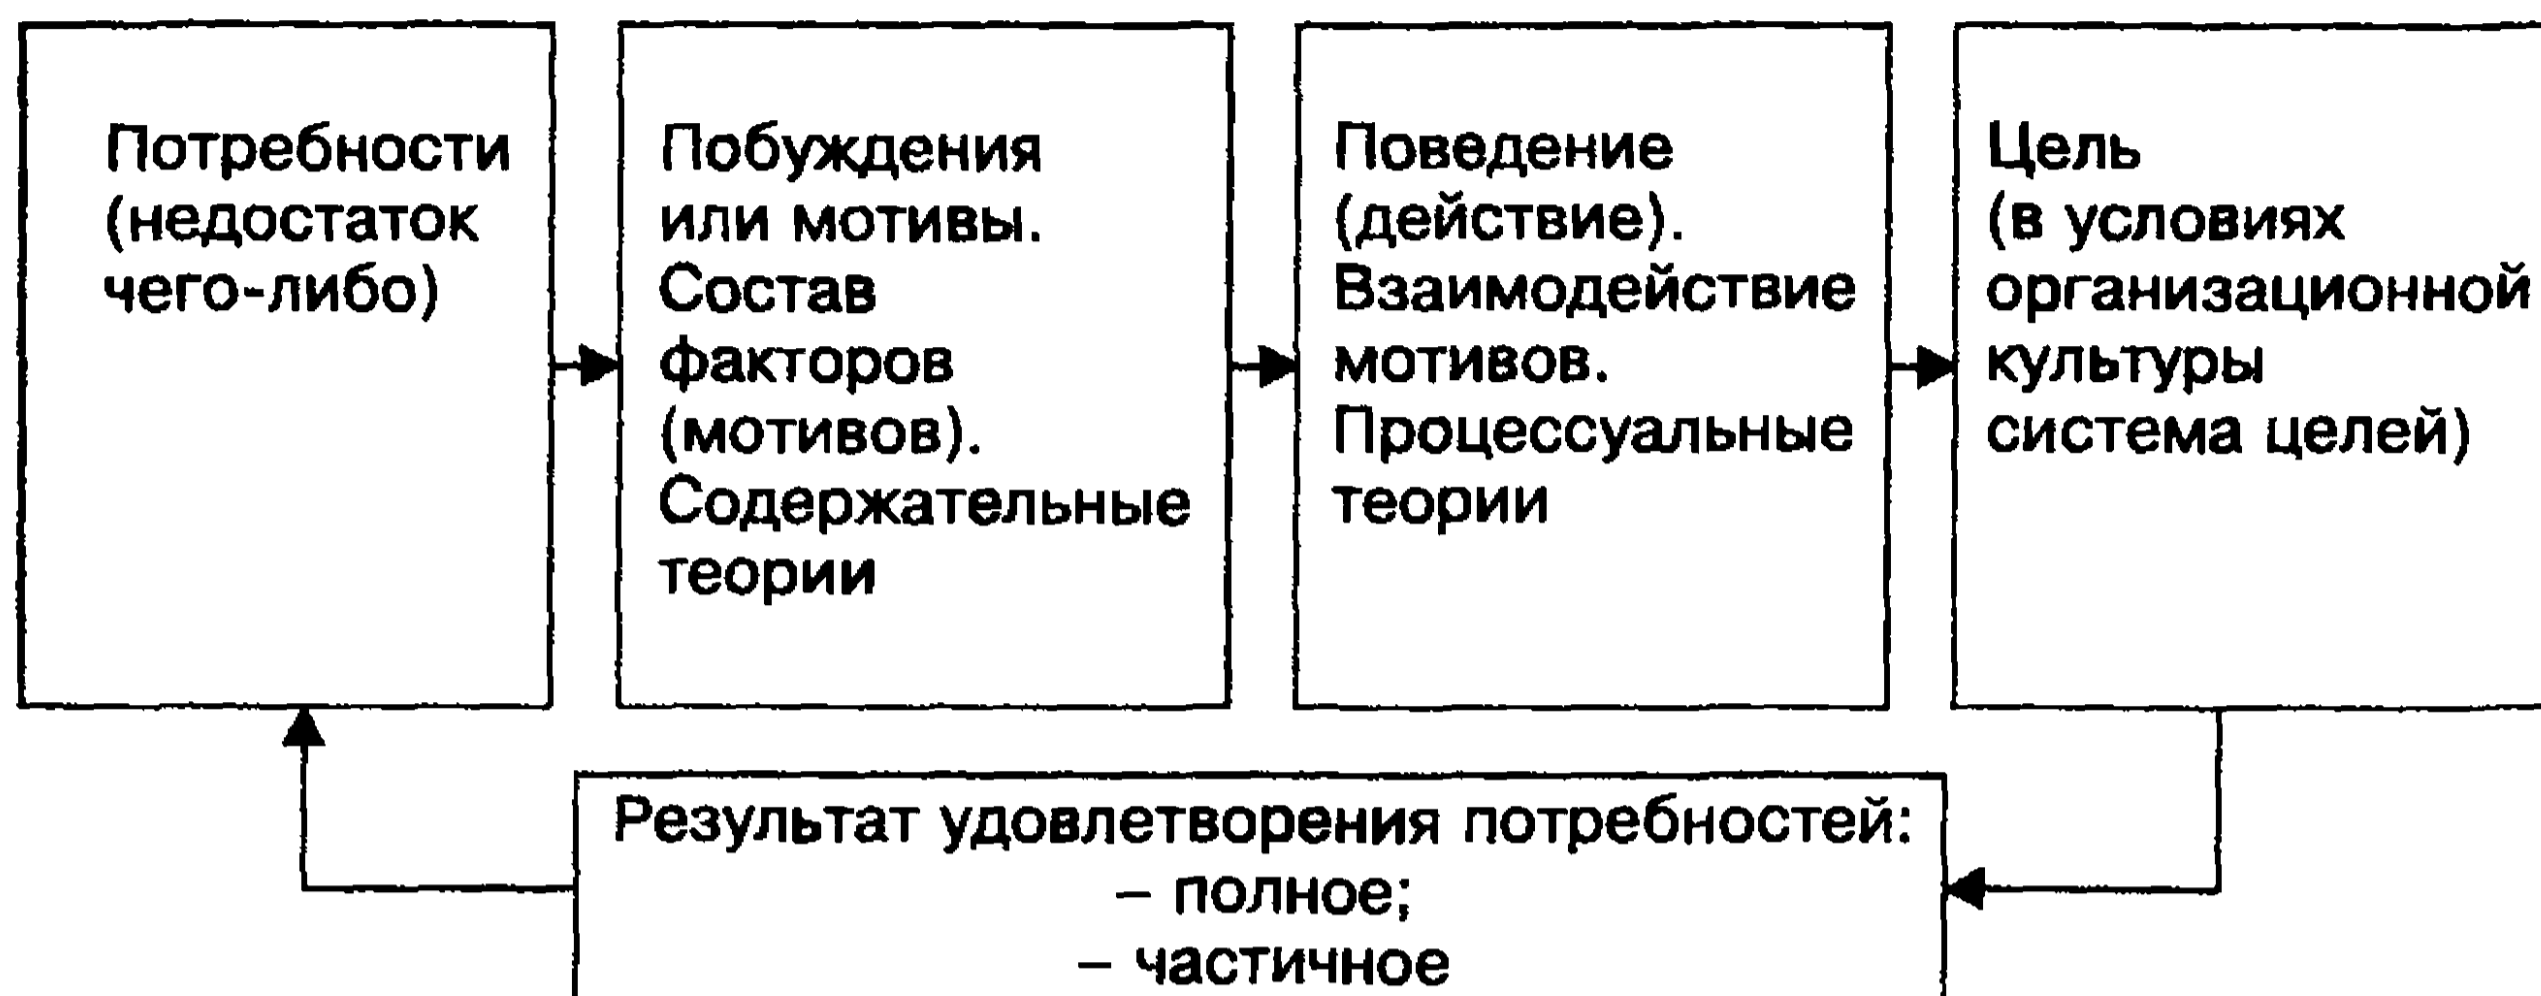 Потребности
(недостаток
чего-либо)
Побуждения
или мотивы.
Состав
факторов
(мотивов).
Содержательные
теории
Поведение
(действие).
Взаимодействие
мотивов.
Процессуальные
теории
Цель
(в условиях
организационной
культуры
система целей)
Результат удовлетворения потребностей:
– полное;
– частичное